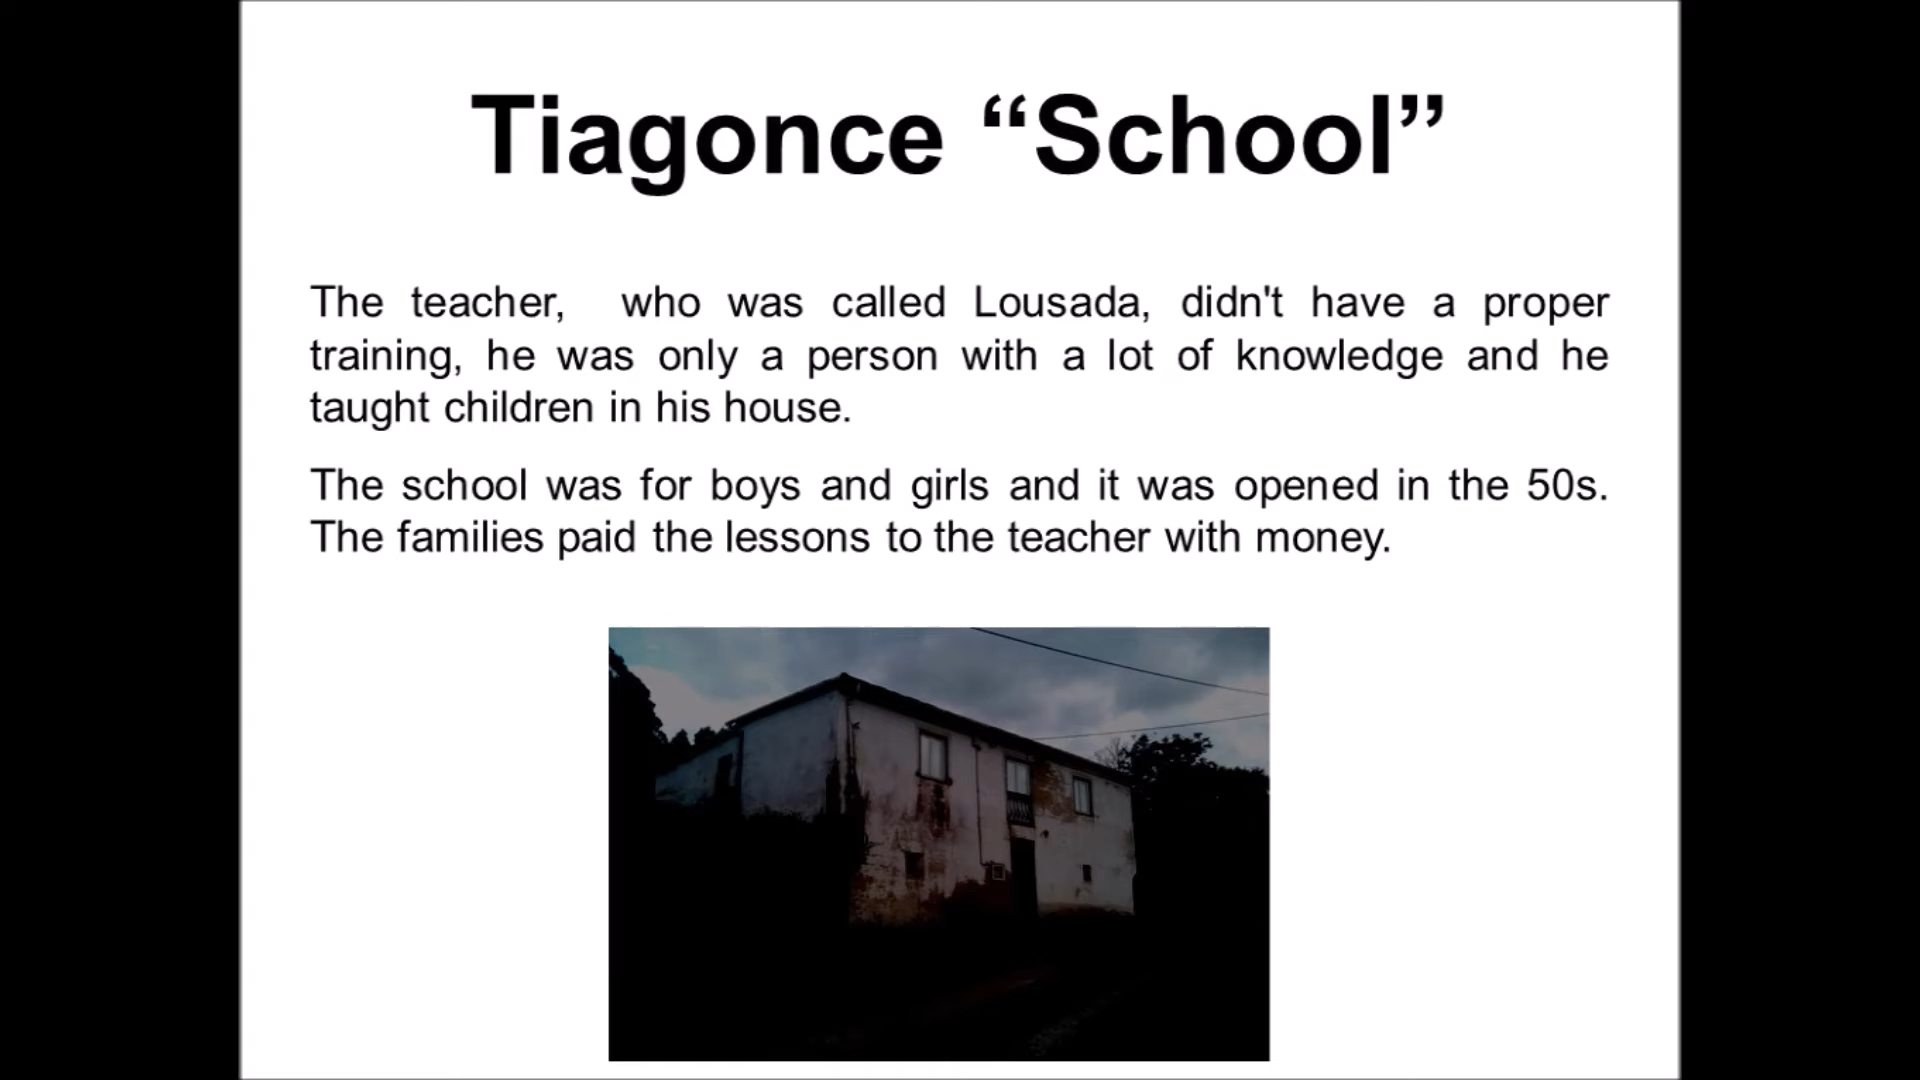 Tiagonce “School”
The teacher, who was called Lousada, didn't have a proper
training, he was only a person with a lot of knowledge and he
taught children in his house.
The school was for boys and girls and it was opened in the 50s.
The families paid the lessons to the teacher with money.